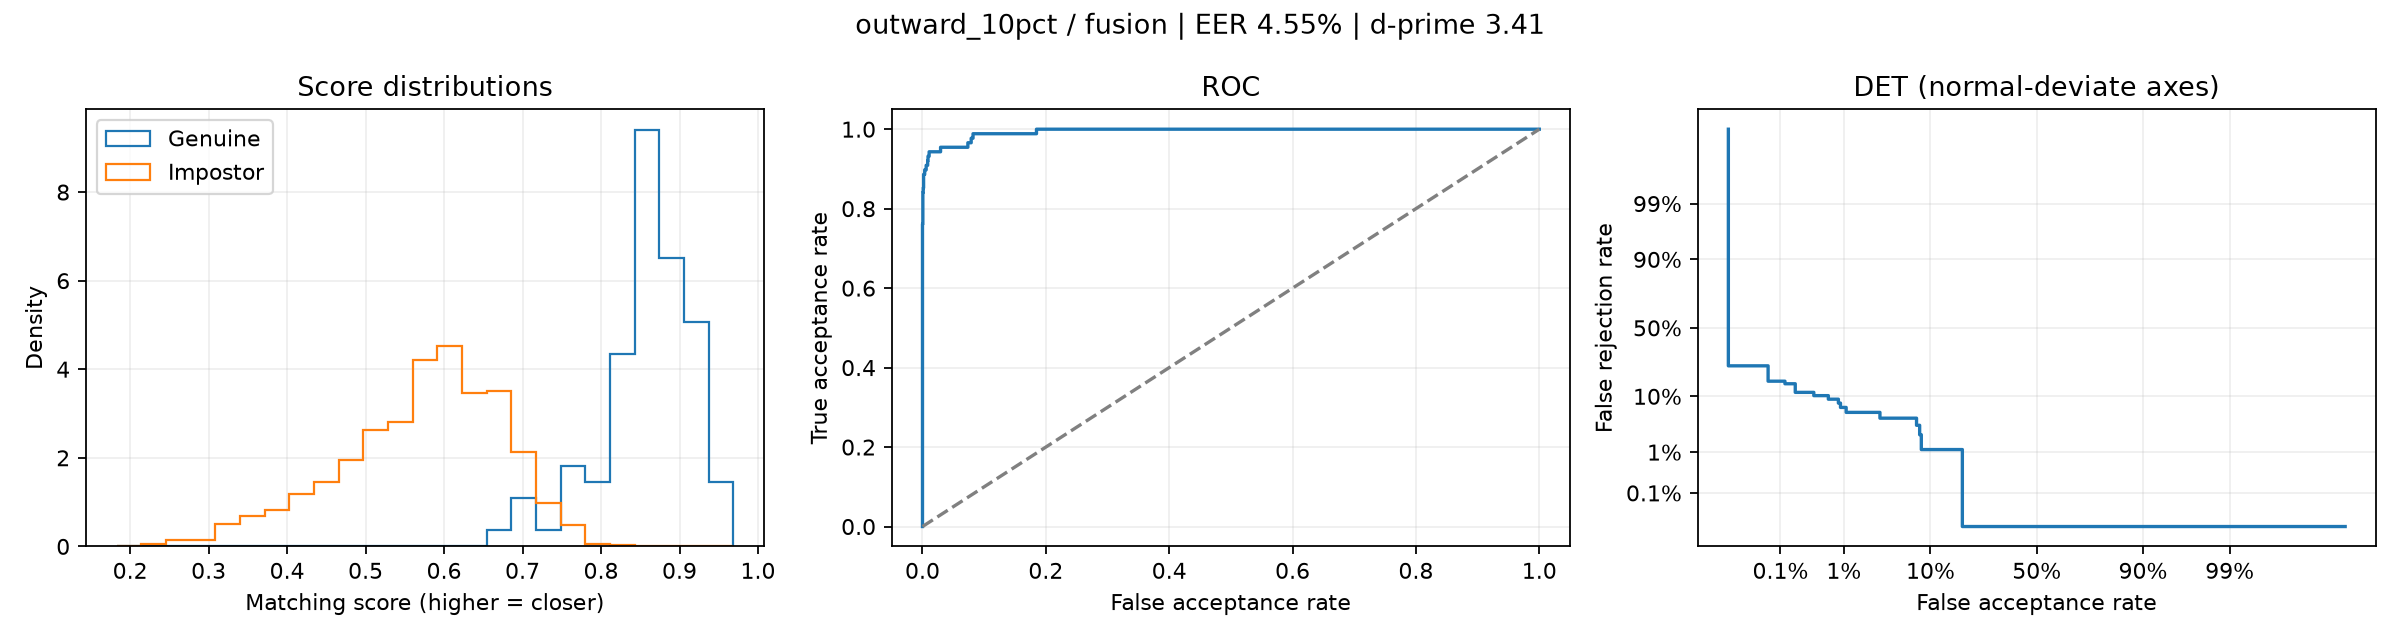 outward_10pct / fusion | EER 4.55% | d-prime 3.41
Score distributions
Genuine
Impostor
Density
0
2
4
6
8
0.2 0.3 0.4 0.5 0.6 0.7 0.8 0.9 1.0
Matching score (higher = closer)
ROC
True acceptance rate
1.0
0.8
0.6
0.4
0.2
0.0
0.0 0.2 0.4 0.6 0.8 1.0
False acceptance rate
DET (normal-deviate axes)
False rejection rate
99%
90%
50%
10%
1%
0.1%
0.1% 1% 10% 50% 90% 99%
False acceptance rate